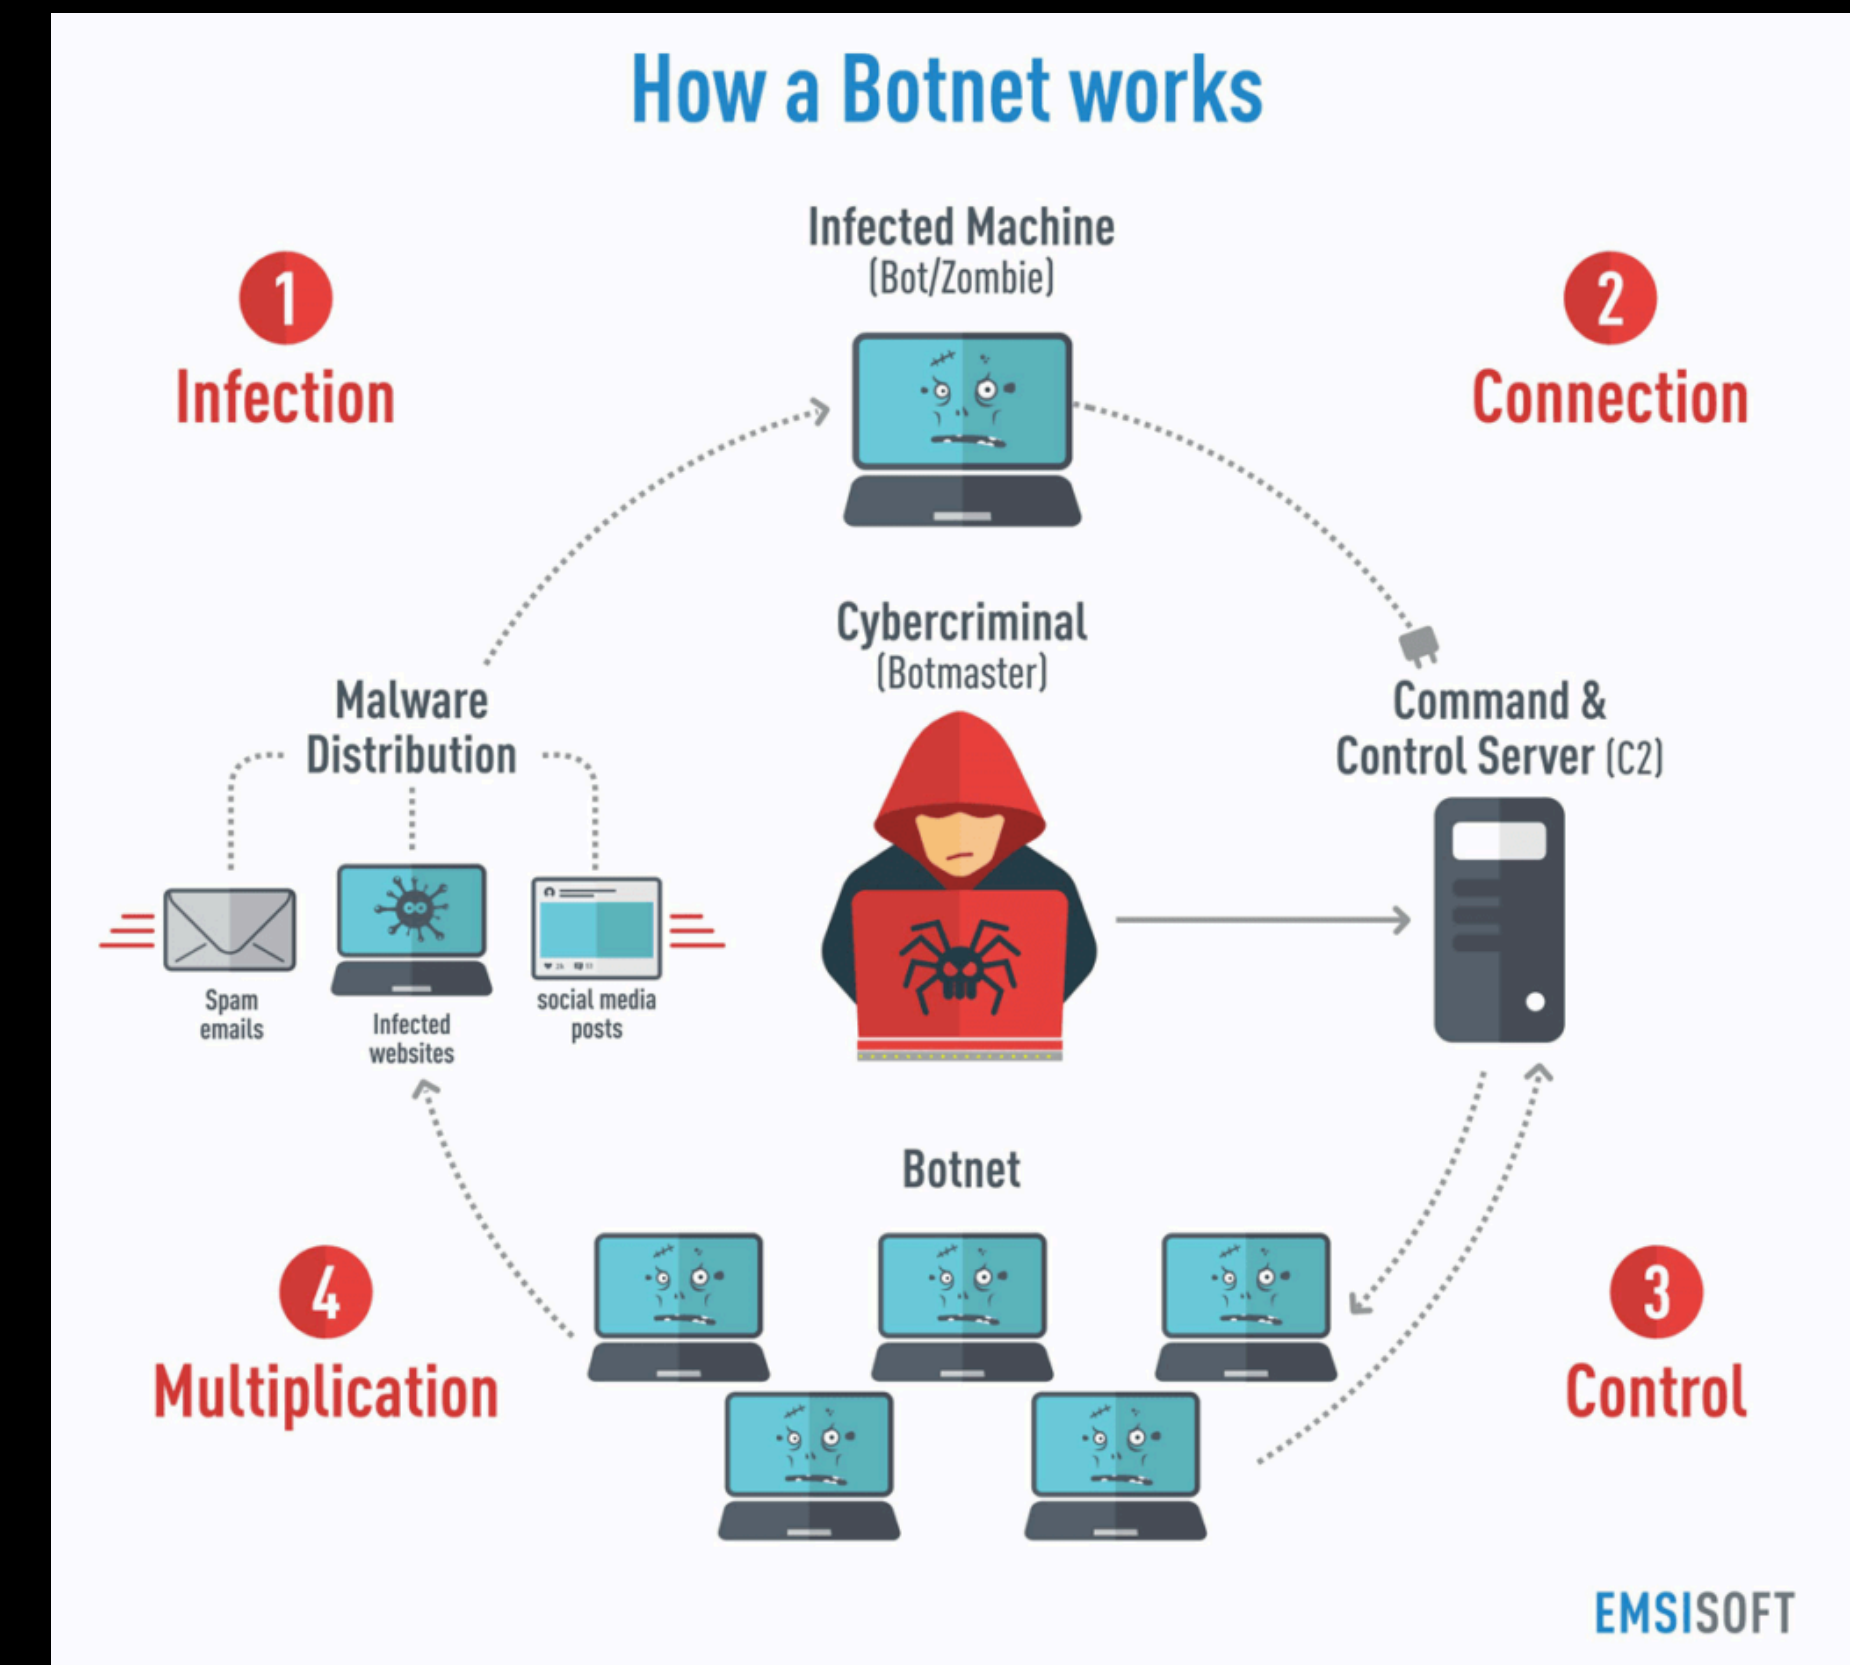 How a Botnet works
Infected Machine
(Bot/Zombie)
1
Infection
2
Connection
Cybercriminal
(Botmaster)
Malware
Distribution
Command &
Control Server (C2)
Spam
emails
Infected
websites
social media
posts
Botnet
4
Multiplication
3
Control
EMSISOFT